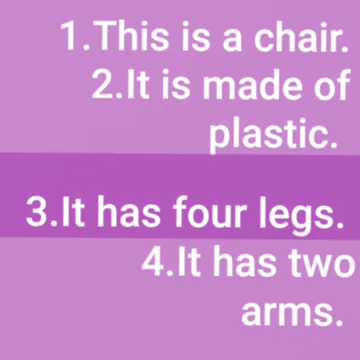 1.This is a chair.
2.It is made of
plastic.
3.It has four legs.
4.It has two
arms.